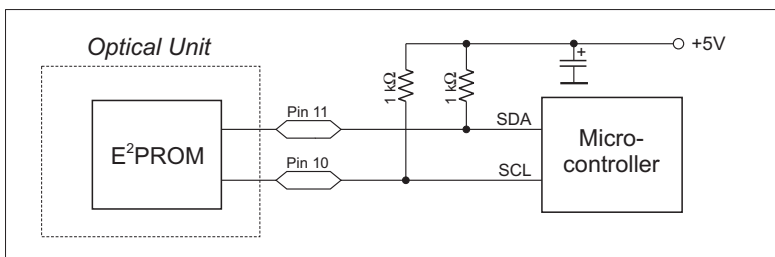 Optical Unit
+5V
+
1 kΩ
1 kΩ
Pin 11
SDA
E²PROM
Micro-
controller
Pin 10
SCL